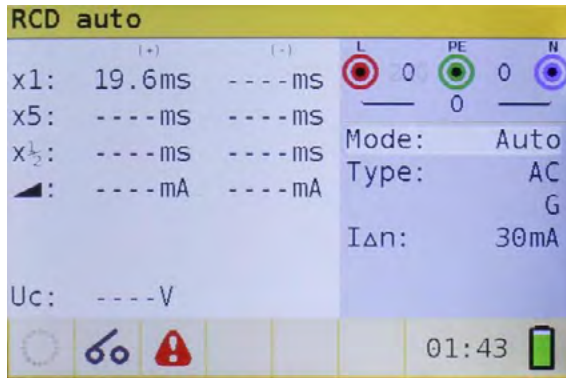 RCD auto
(+) (-)
x1: 19.6ms ----ms
x5: ----ms ----ms
x½: ----ms ----ms
: ----mA ----mA
Uc: ----V
L PE N
0 0
0
Mode: Auto
Type: AC
G
IΔn: 30mA
01:43